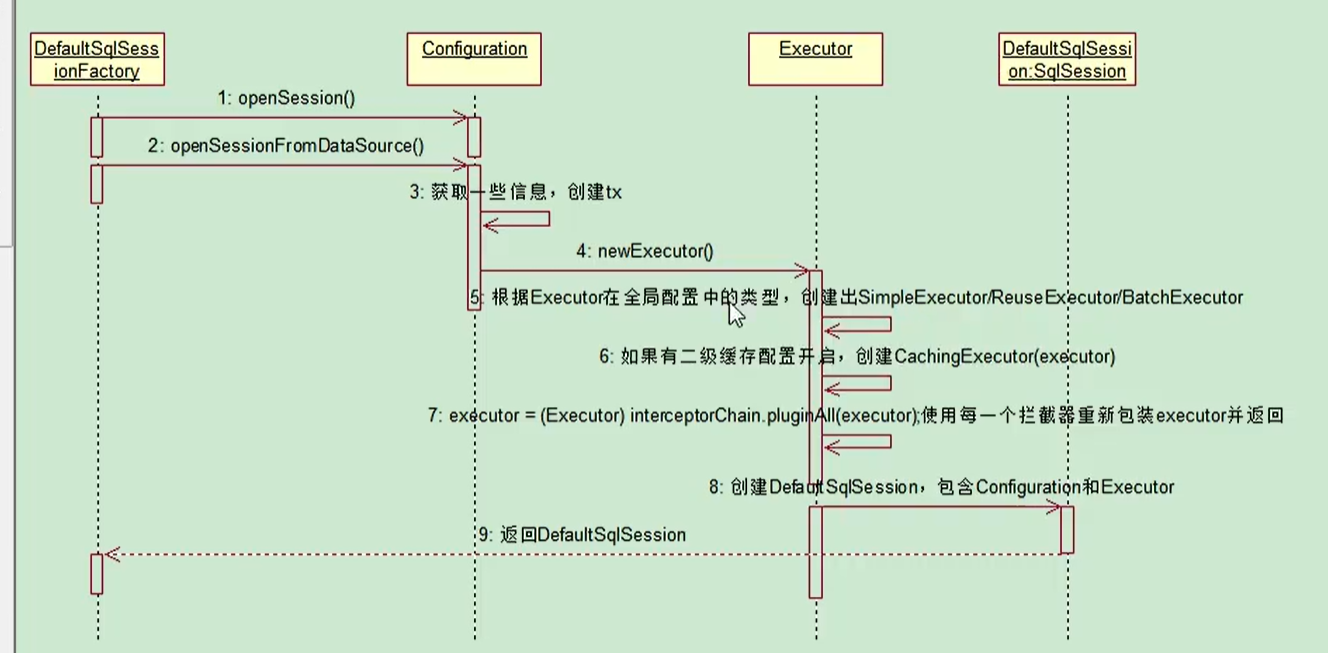 DefaultSqlSess
ionFactory
Configuration
Executor
DefaultSqlSessi
on:SqlSession
1: openSession()
2: openSessionFromDataSource()
3: 获取一些信息，创建tx
4: newExecutor()
5: 根据Executor在全局配置中的类型，创建出SimpleExecutor/ReuseExecutor/BatchExecutor
6: 如果有二级缓存配置开启，创建CachingExecutor(executor)
7: executor = (Executor) interceptorChain.pluginAll(executor);使用每一个拦截器重新包装executor并返回
8: 创建DefaultSqlSession，包含Configuration和Executor
9: 返回DefaultSqlSession